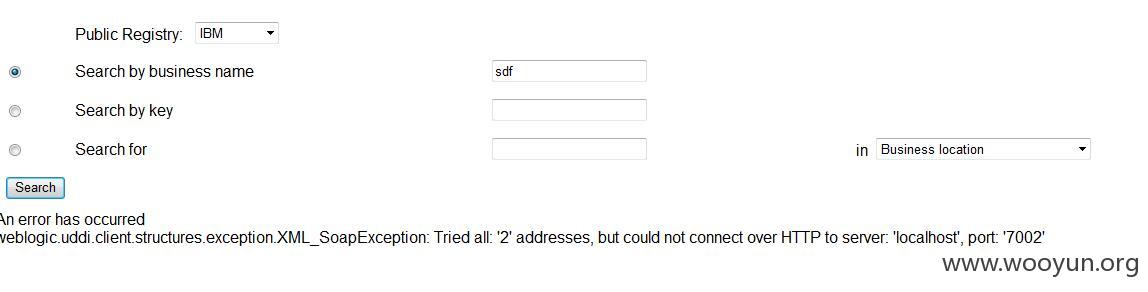 Public Registry: IBM
Search by business name sdf
Search by key
Search for in Business location
Search
An error has occurred
weblogic.uddi.client.structures.exception.XML_SoapException: Tried all: '2' addresses, but could not connect over HTTP to server: 'localhost', port: '7002'
www.wooyun.org